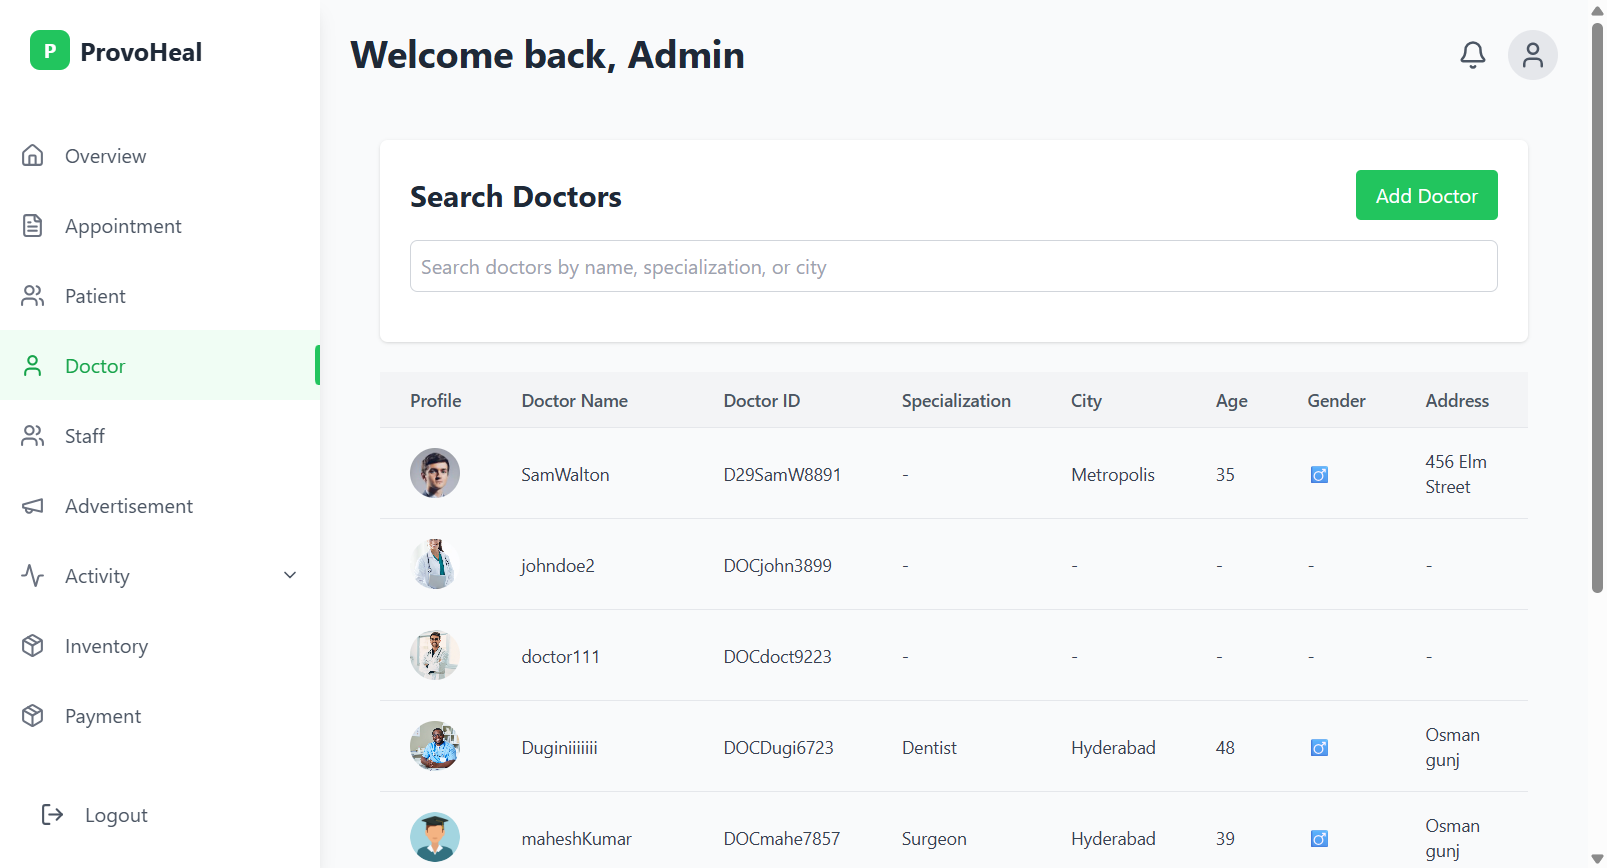 P ProvoHeal
Overview
Appointment
Patient
Doctor
Staff
Advertisement
Activity
Inventory
Payment
Logout
Welcome back, Admin
Search Doctors
Add Doctor
Search doctors by name, specialization, or city
Profile Doctor Name Doctor ID Specialization City Age Gender Address
SamWalton D29SamW8891 - Metropolis 35 ♂ 456 Elm
Street
johndoe2 DOCjohn3899 - - - - -
doctor111 DOCdoct9223 - - - - -
Duginiiiiiii DOCDugi6723 Dentist Hyderabad 48 ♂ Osman
gunj
maheshKumar DOCmahe7857 Surgeon Hyderabad 39 ♂ Osman
gunj